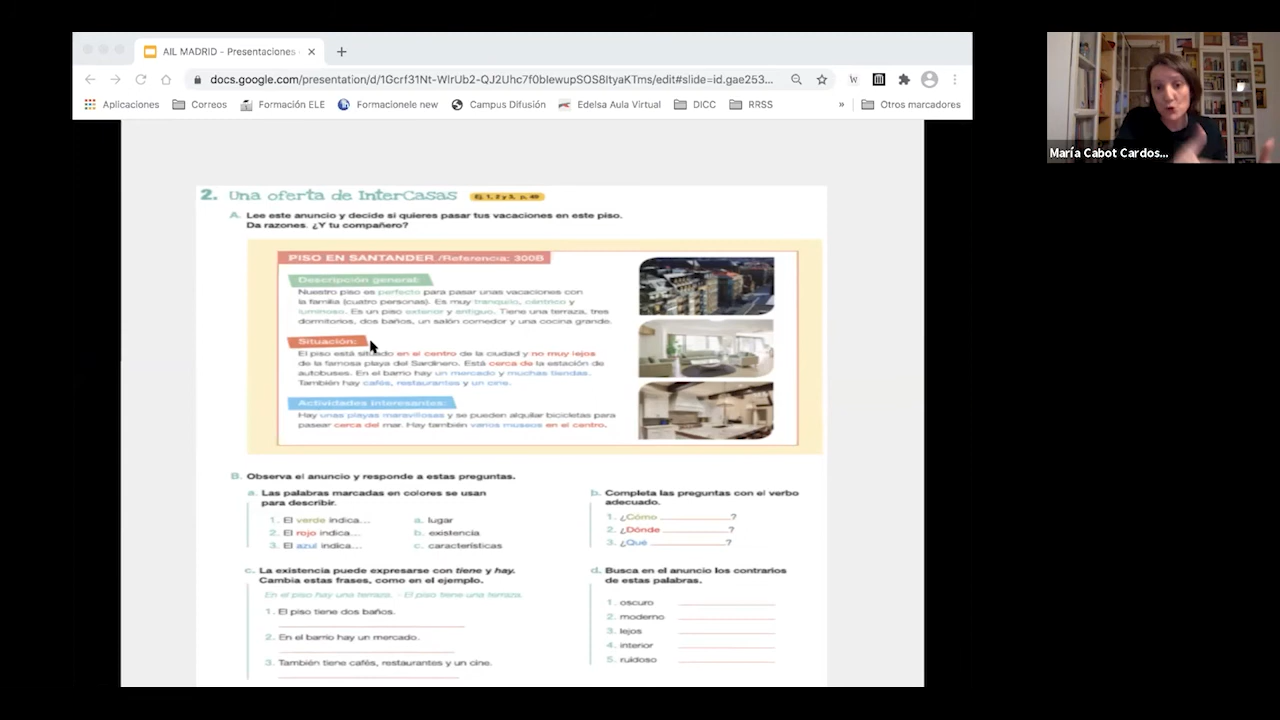 AIL MADRID - Presentaciones
docs.google.com/presentation/d/1Gcrf31Nt-WlrUb2-QJ2Uhc7f0bIewupSOS8ItyaKTms/edit#slide=id.gae253...
Aplicaciones Correos Formación ELE Formacionele new Campus Difusión Edelsa Aula Virtual DICC RRSS » Otros marcadores
María Cabot Cardos...
2. Una oferta de InterCasas Ej. 1, 2 y 3, p. 49
A. Lee este anuncio y decide si quieres pasar tus vacaciones en este piso.
Da razones. ¿Y tu compañero?
PISO EN SANTANDER /Referencia: 300B
Descripción general:
Nuestro piso es perfecto para pasar unas vacaciones con
la familia (cuatro personas). Es muy tranquilo, céntrico y
luminoso. Es un piso exterior y antiguo. Tiene una terraza, tres
dormitorios, dos baños, un salón comedor y una cocina grande.
Situación:
El piso está situado en el centro de la ciudad y no muy lejos
de la famosa playa del Sardinero. Está cerca de la estación de
autobuses. En el barrio hay un mercado y muchas tiendas.
También hay cafés, restaurantes y un cine.
Actividades interesantes:
Hay unas playas maravillosas y se pueden alquilar bicicletas para
pasear cerca del mar. Hay también varios museos en el centro.
B. Observa el anuncio y responde a estas preguntas.
a. Las palabras marcadas en colores se usan
para describir.
1. El verde indica... a. lugar
2. El rojo indica... b. existencia
3. El azul indica... c. características
b. Completa las preguntas con el verbo
adecuado.
1. ¿Cómo ____________?
2. ¿Dónde ____________?
3. ¿Qué ____________?
c. La existencia puede expresarse con tiene y hay.
Cambia estas frases, como en el ejemplo.
En el piso hay una terraza. - El piso tiene una terraza.
1. El piso tiene dos baños.
2. En el barrio hay un mercado.
3. También tiene cafés, restaurantes y un cine.
d. Busca en el anuncio los contrarios
de estas palabras.
1. oscuro
2. moderno
3. lejos
4. interior
5. ruidoso